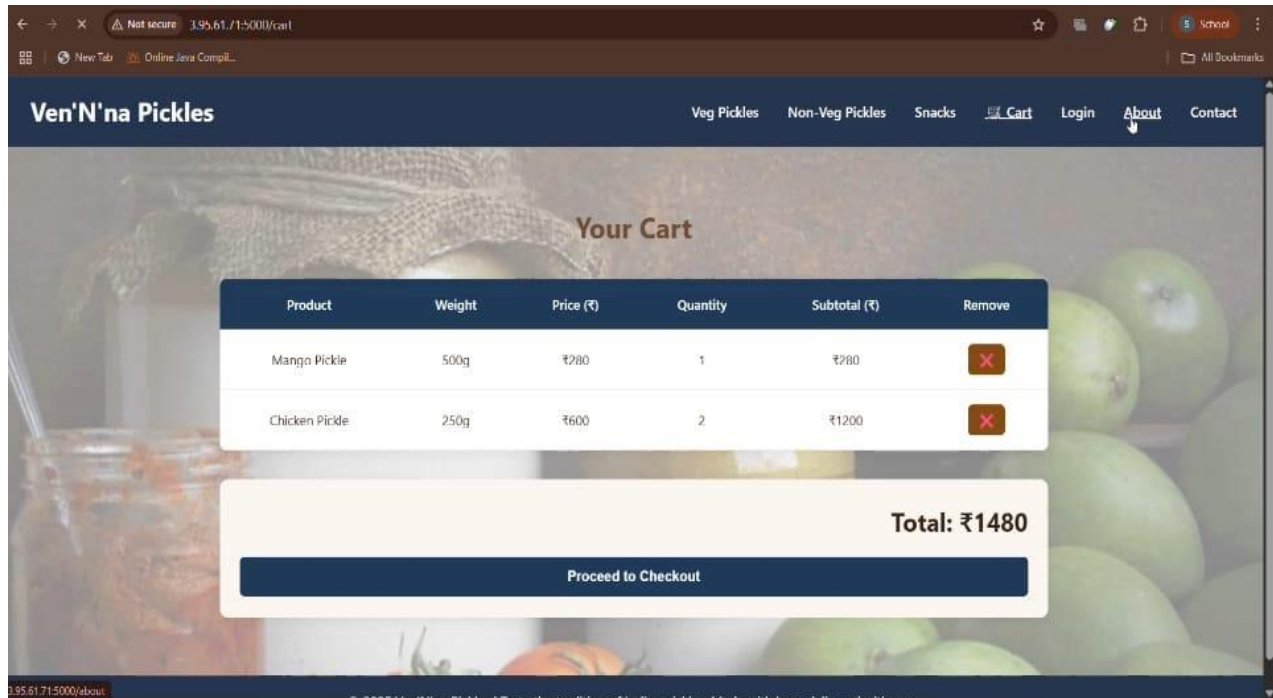 Not secure 3.95.61.71:5000/cart School
New Tab Online Java Compil... All Bookmarks
Ven'N'na Pickles Veg Pickles Non-Veg Pickles Snacks Cart Login About Contact
Your Cart
Product Weight Price (₹) Quantity Subtotal (₹) Remove
Mango Pickle 500g ₹280 1 ₹280
Chicken Pickle 250g ₹600 2 ₹1200
Total: ₹1480
Proceed to Checkout
3.95.61.71:5000/about